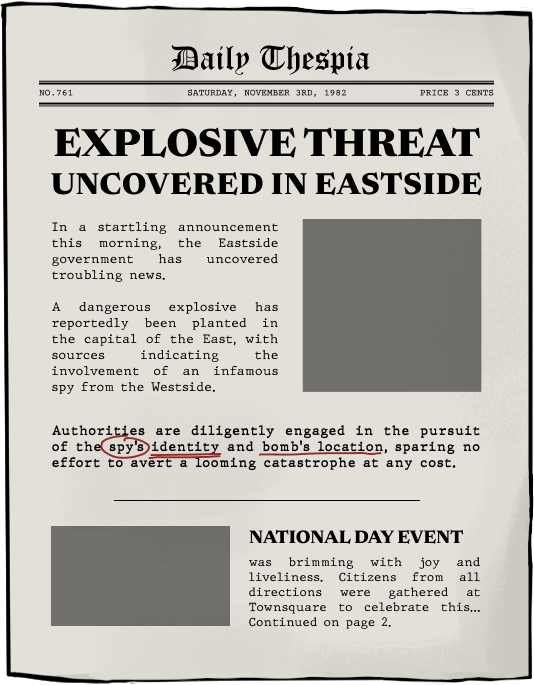 Daily Thespia
NO.761 SATURDAY, NOVEMBER 3RD, 1982 PRICE 3 CENTS
EXPLOSIVE THREAT
UNCOVERED IN EASTSIDE
In a startling announcement
this morning, the Eastside
government has uncovered
troubling news.
A dangerous explosive has
reportedly been planted in
the capital of the East, with
sources indicating the
involvement of an infamous
spy from the Westside.
Authorities are diligently engaged in the pursuit
of the spy's identity and bomb's location, sparing no
effort to avert a looming catastrophe at any cost.
NATIONAL DAY EVENT
was brimming with joy and
liveliness. Citizens from all
directions were gathered at
Townsquare to celebrate this...
Continued on page 2.